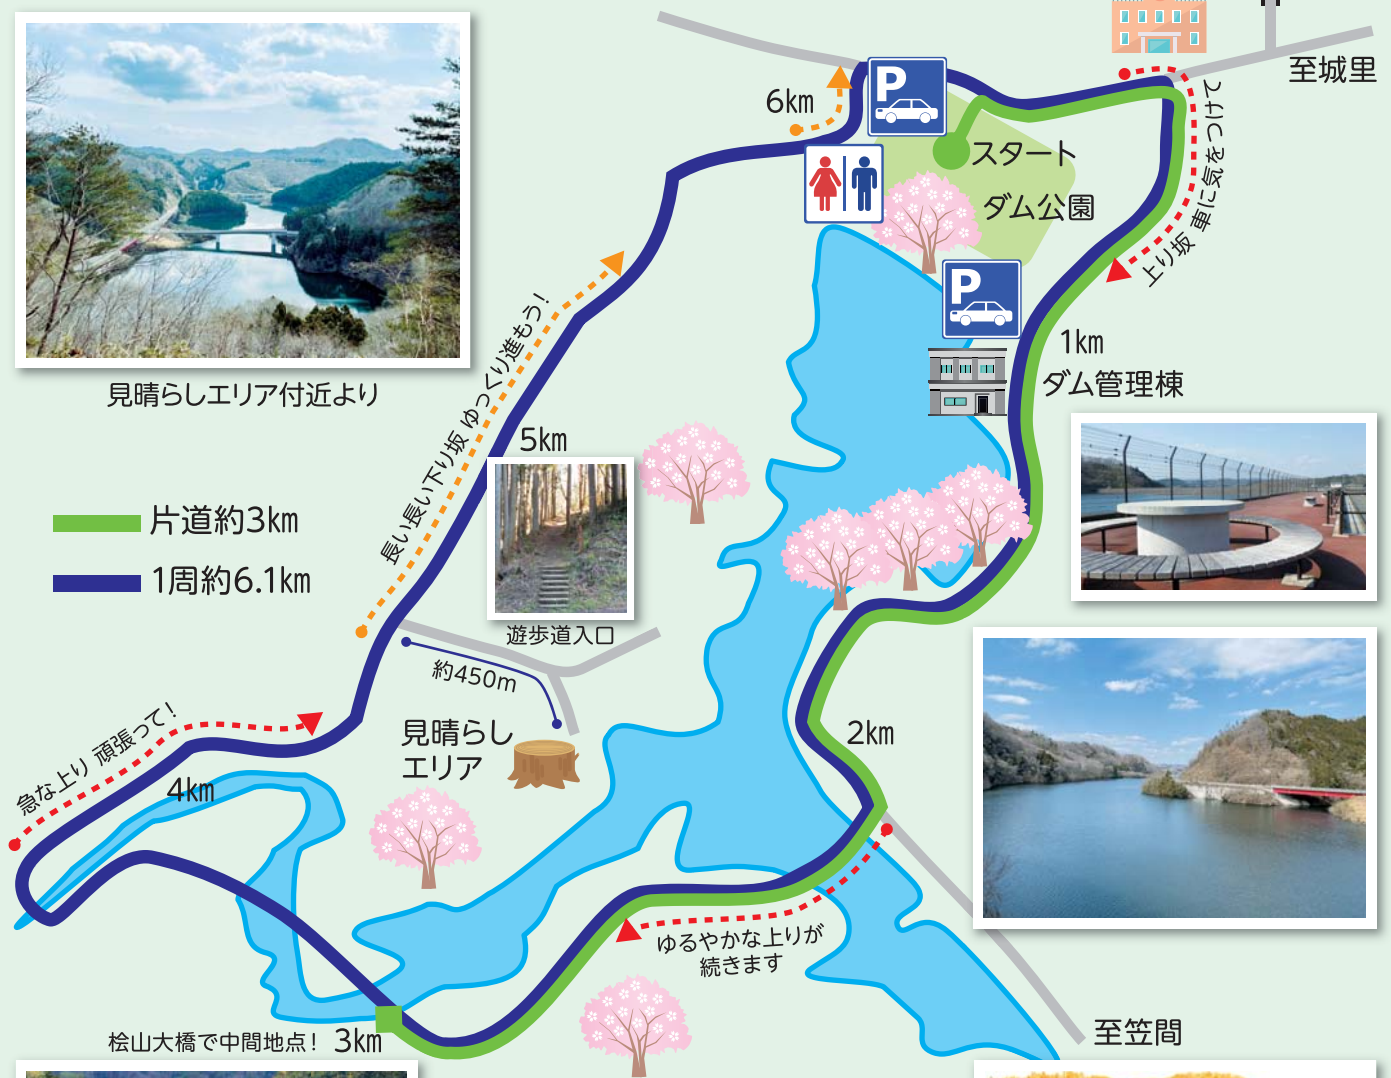 至城里
6km
P
スタート
ダム公園
上り坂 車に気をつけて
P
1km
ダム管理棟
見晴らしエリア付近より
長い長い下り坂 ゆっくり進もう!
5km
片道約3km
1周約6.1km
遊歩道入口
約450m
見晴らし
エリア
2km
急な上り 頑張って!
4km
ゆるやかな上りが
続きます
桧山大橋で中間地点! 3km
至笠間